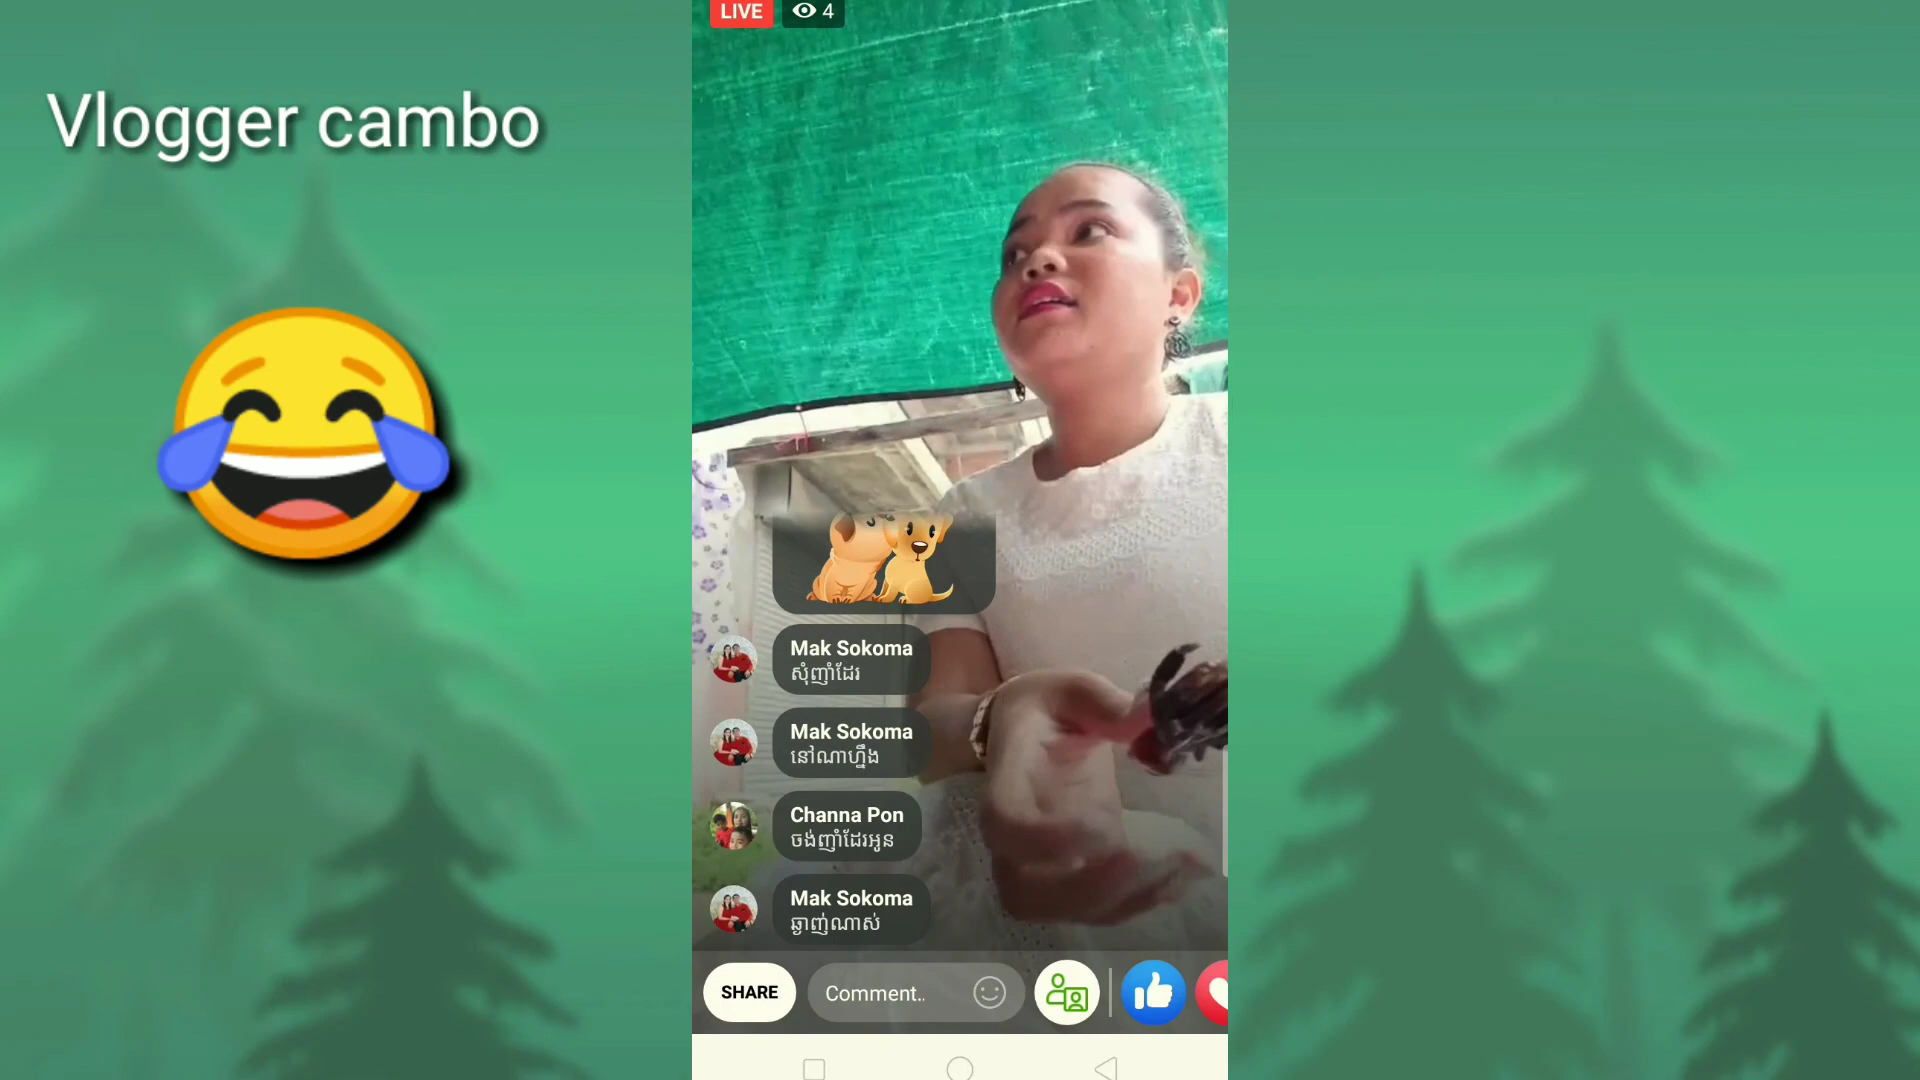 LIVE
4
Vlogger cambo
Mak Sokoma
សុំញាំដែរ
Mak Sokoma
នៅណាហ្នឹង
Channa Pon
ចង់ញាំដែរអូន
Mak Sokoma
ឆ្ងាញ់ណាស់
SHARE
Comment..